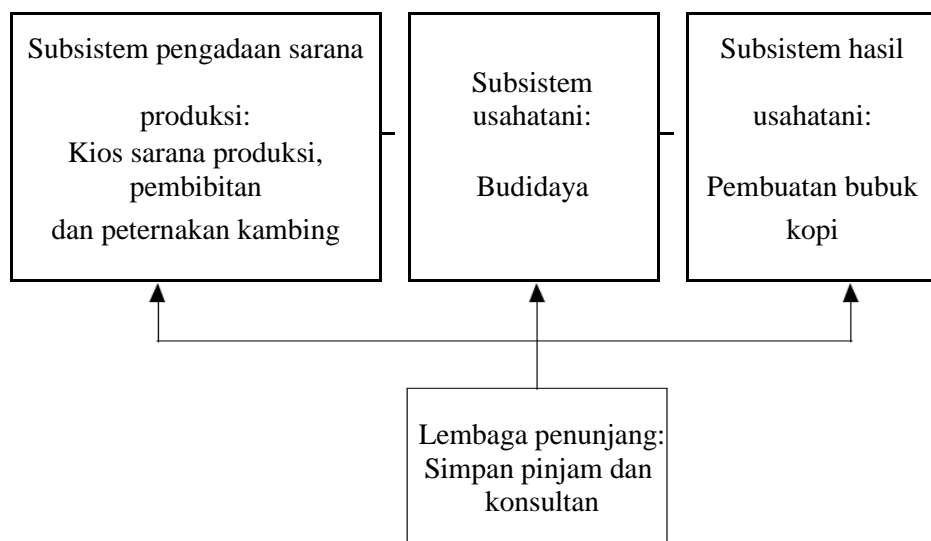 Subsistem pengadaan sarana
produksi:
Kios sarana produksi,
pembibitan
dan peternakan kambing
Subsistem
usahatani:
Budidaya
Subsistem hasil
usahatani:
Pembuatan bubuk
kopi
Lembaga penunjang:
Simpan pinjam dan
konsultan